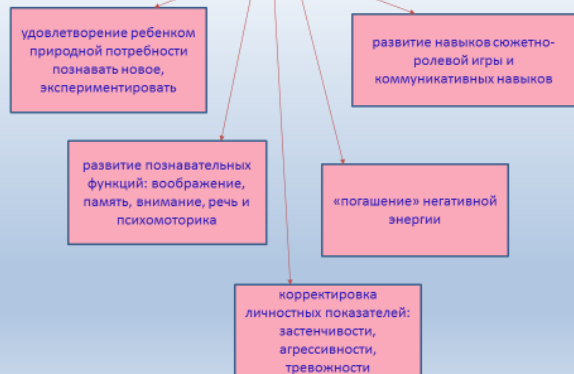 удовлетворение ребенком
природной потребности
познавать новое,
экспериментировать
развитие навыков сюжетно-
ролевой игры и
коммуникативных навыков
развитие познавательных
функций: воображение,
память, внимание, речь и
психомоторика
«погашение» негативной
энергии
корректировка
личностных показателей:
застенчивости,
агрессивности,
тревожности